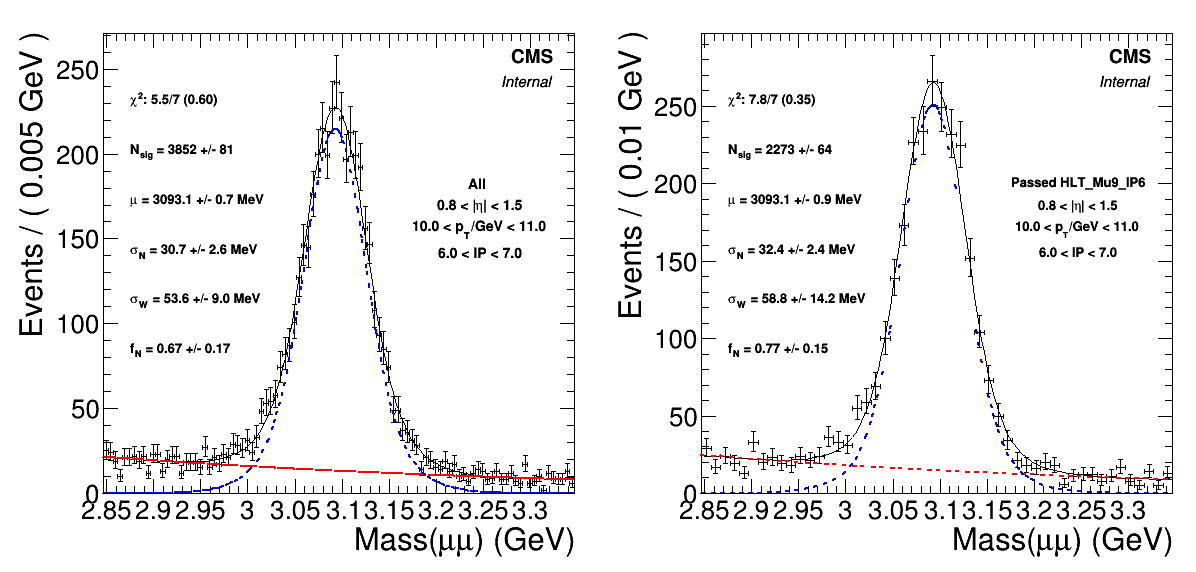 Events / ( 0.005 GeV )
250
200
150
100
50
0
CMS
Internal
χ²: 5.5/7 (0.60)
N_sig = 3852 +/- 81
μ = 3093.1 +/- 0.7 MeV
σ_N = 30.7 +/- 2.6 MeV
σ_W = 53.6 +/- 9.0 MeV
f_N = 0.67 +/- 0.17
All
0.8 < |η| < 1.5
10.0 < p_T/GeV < 11.0
6.0 < IP < 7.0
2.85 2.9 2.95 3 3.05 3.1 3.15 3.2 3.25 3.3
Mass(μμ) (GeV)
Events / ( 0.01 GeV )
250
200
150
100
50
0
CMS
Internal
χ²: 7.8/7 (0.35)
N_sig = 2273 +/- 64
μ = 3093.1 +/- 0.9 MeV
σ_N = 32.4 +/- 2.4 MeV
σ_W = 58.8 +/- 14.2 MeV
f_N = 0.77 +/- 0.15
Passed HLT_Mu9_IP6
0.8 < |η| < 1.5
10.0 < p_T/GeV < 11.0
6.0 < IP < 7.0
2.85 2.9 2.95 3 3.05 3.1 3.15 3.2 3.25 3.3
Mass(μμ) (GeV)